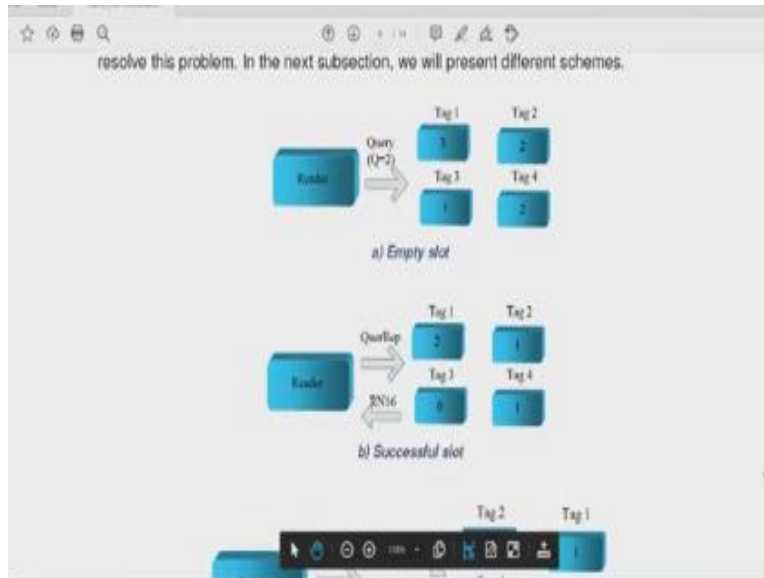 resolve this problem. In the next subsection, we will present different schemes.
Tag 1 Tag 2
Query
(Q=2)
3 2
Reader
Tag 3 Tag 4
1 2
a) Empty slot
Tag 1 Tag 2
2 1
Reader
Tag 3 Tag 4
RN16
0 1
b) Successful slot
Tag 2 Tag 1
1